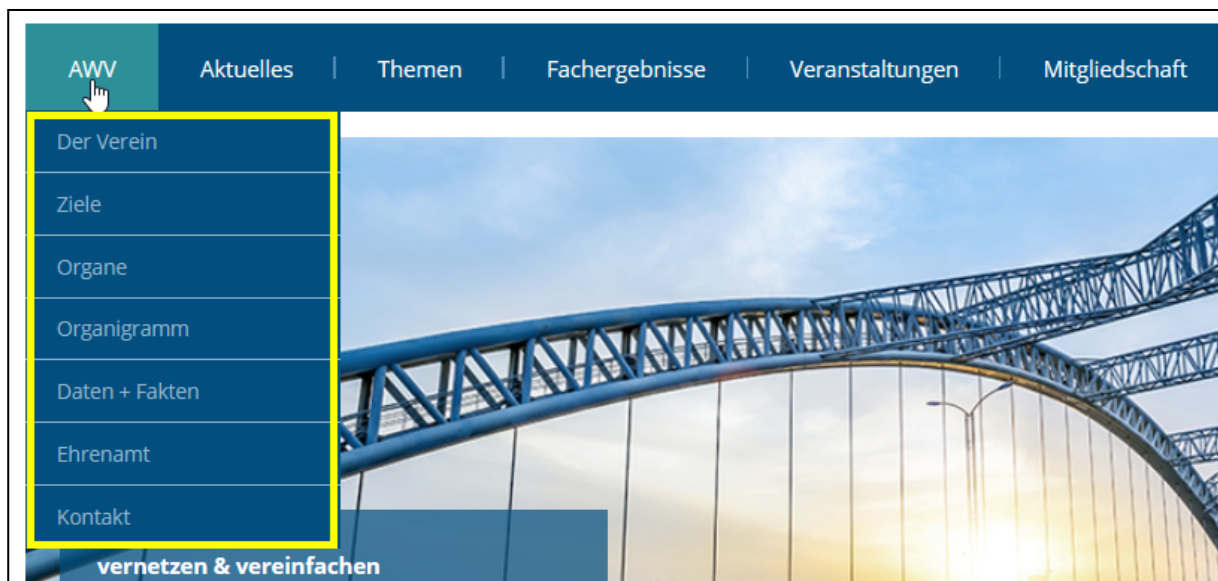 AWV Aktuelles Themen Fachergebnisse Veranstaltungen Mitgliedschaft
Der Verein
Ziele
Organe
Organigramm
Daten + Fakten
Ehrenamt
Kontakt
vernetzen & vereinfachen